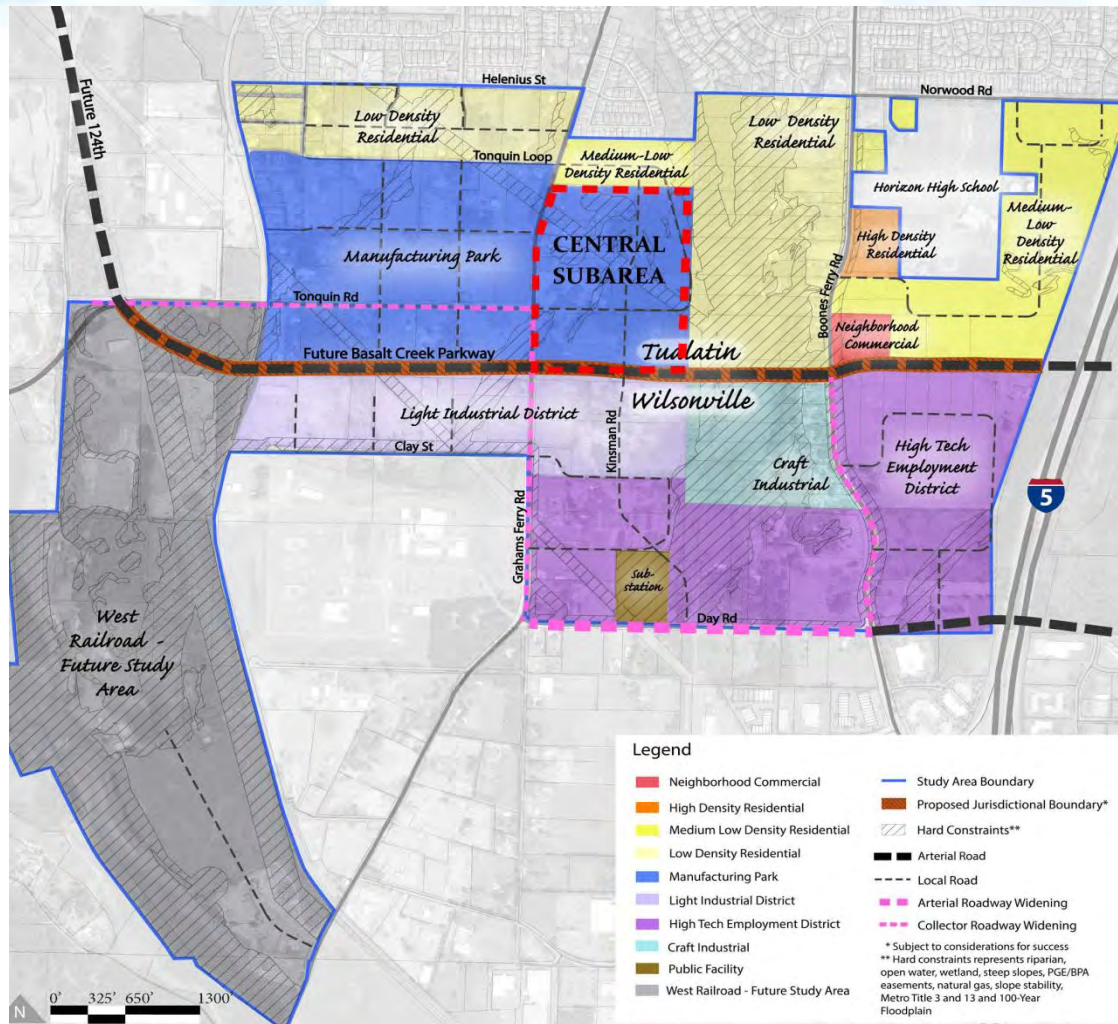 Helenius St
Norwood Rd
Future 124th
Low Density
Residential
Low Density
Residential
Tonquin Loop
Medium-Low
Density Residential
Horizon High School
Medium-
Low
Density
Residential
CENTRAL
SUBAREA
High Density
Residential
Manufacturing Park
Boones Ferry Rd
Tonquin Rd
Neighborhood
Commercial
Future Basalt Creek Parkway
Tualatin
Wilsonville
Light Industrial District
Kinsman Rd
Clay St
Craft
Industrial
High Tech
Employment
District
5
Grahams Ferry Rd
Sub-
station
Day Rd
West
Railroad -
Future Study
Area
Legend
Neighborhood Commercial
High Density Residential
Medium Low Density Residential
Low Density Residential
Manufacturing Park
Light Industrial District
High Tech Employment District
Craft Industrial
Public Facility
West Railroad - Future Study Area
Study Area Boundary
Proposed Jurisdictional Boundary*
Hard Constraints**
Arterial Road
Local Road
Arterial Roadway Widening
Collector Roadway Widening
* Subject to considerations for success
** Hard constraints represents riparian,
open water, wetland, steep slopes, PGE/BPA
easements, natural gas, slope stability,
Metro Title 3 and 13 and 100-Year
Floodplain
N
0' 325' 650' 1300'